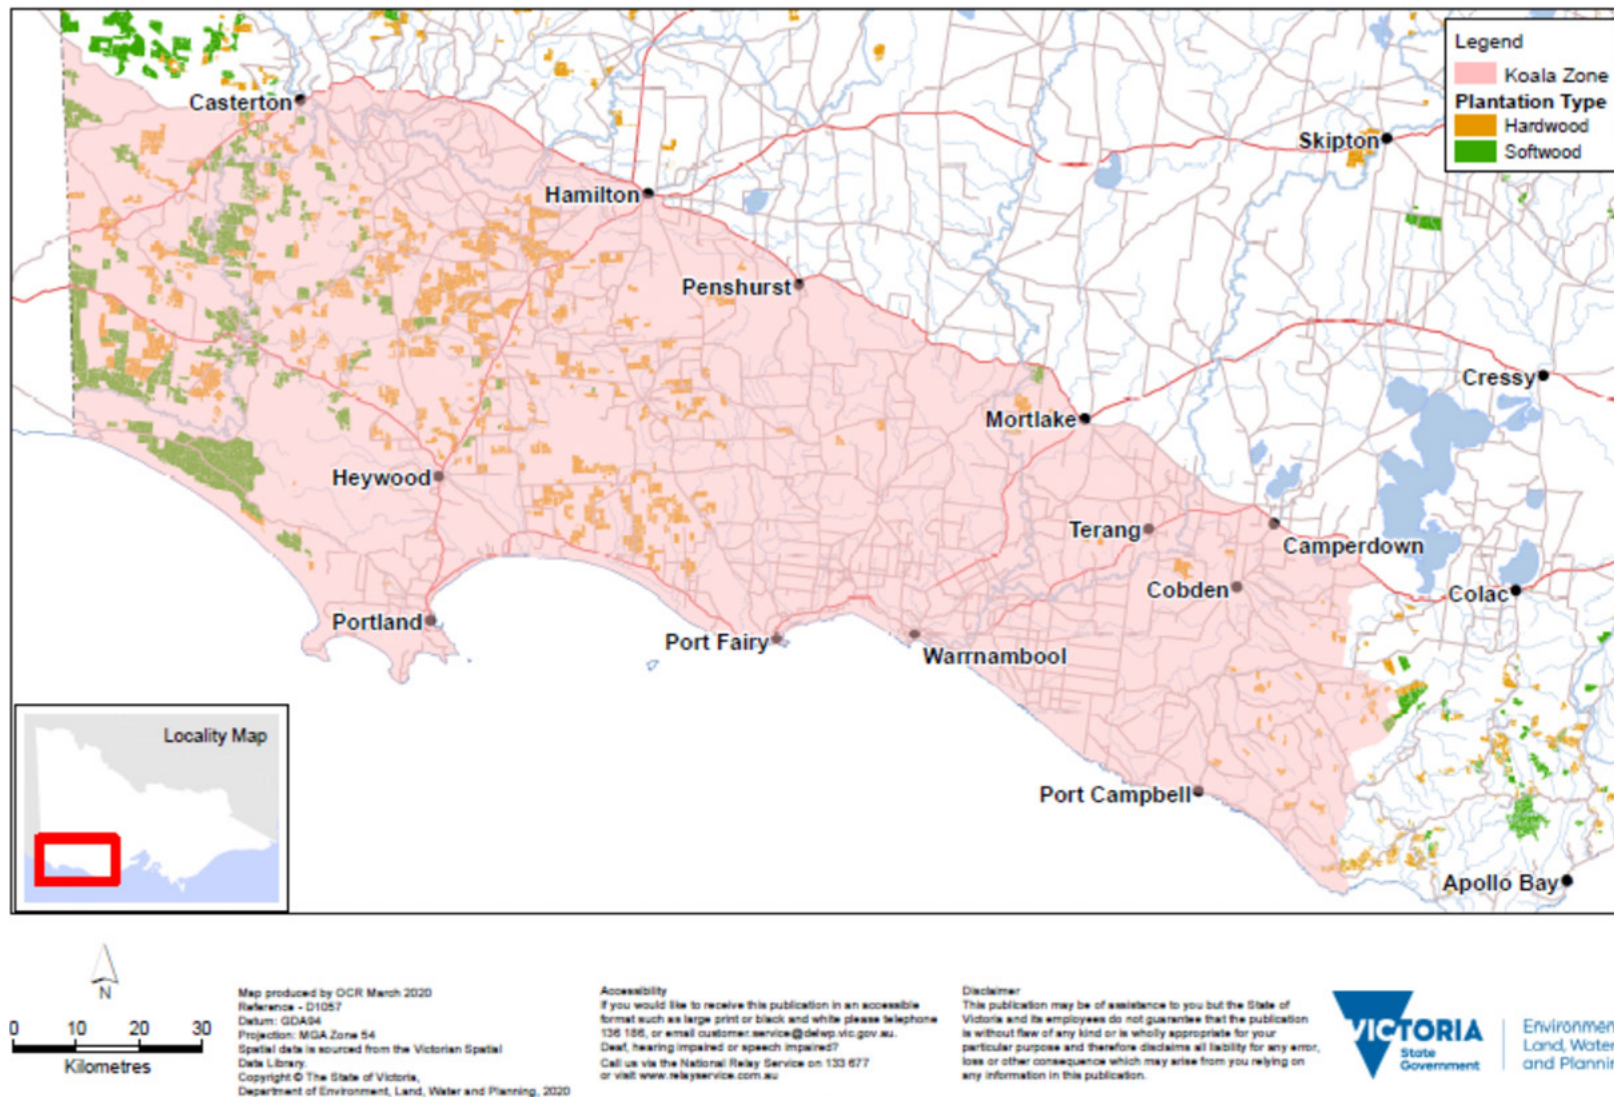 Legend
Koala Zone
Plantation Type
Hardwood
Softwood
Casterton
Skipton
Hamilton
Penshurst
Cressy
Mortlake
Heywood
Terang
Camperdown
Cobden
Colac
Portland
Port Fairy
Warrnambool
Port Campbell
Apollo Bay
Locality Map
N
0 10 20 30
Kilometres
Map produced by OCR March 2020
Reference - D1057
Datum: GDA94
Projection: MGA Zone 54
Spatial data is sourced from the Victorian Spatial
Data Library.
Copyright © The State of Victoria,
Department of Environment, Land, Water and Planning, 2020
Accessibility
If you would like to receive this publication in an accessible
format such as large print or black and white please telephone
136 186, or email customer.service@delwp.vic.gov.au.
Deaf, hearing impaired or speech impaired?
Call us via the National Relay Service on 133 677
or visit www.relayservice.com.au
Disclaimer
This publication may be of assistance to you but the State of
Victoria and its employees do not guarantee that the publication
is without flaw of any kind or is wholly appropriate for your
particular purpose and therefore disclaims all liability for any error,
loss or other consequence which may arise from you relying on
any information in this publication.
VICTORIA
State
Government
Environmen
Land, Water
and Plannin